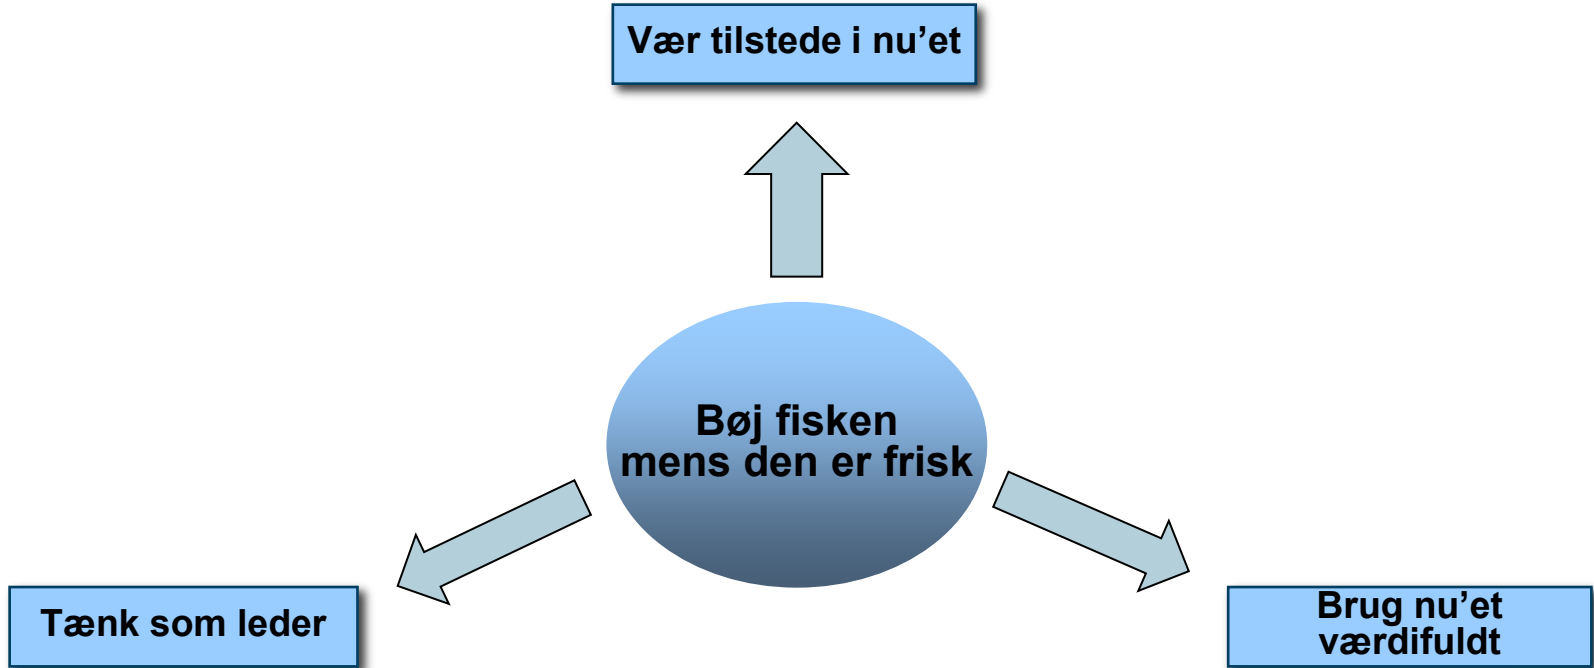 Vær tilstede i nu’et
Bøj fisken
mens den er frisk
Tænk som leder
Brug nu’et
værdifuldt